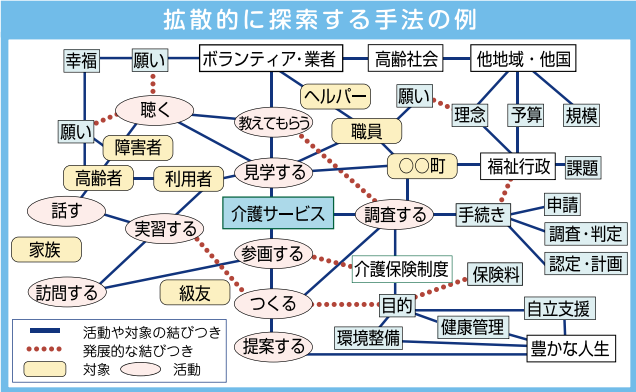 拡散的に探索する手法の例
幸福
願い
ボランティア・業者
高齢社会
他地域・他国
ヘルパー
聴く
教えてもらう
願い
理念
予算
規模
願い
障害者
職員
高齢者
利用者
見学する
○○町
福祉行政
課題
話す
実習する
介護サービス
調査する
手続き
申請
調査・判定
認定・計画
家族
参画する
介護保険制度
保険料
訪問する
級友
つくる
目的
自立支援
健康管理
環境整備
豊かな人生
提案する
活動や対象の結びつき
発展的な結びつき
対象
活動